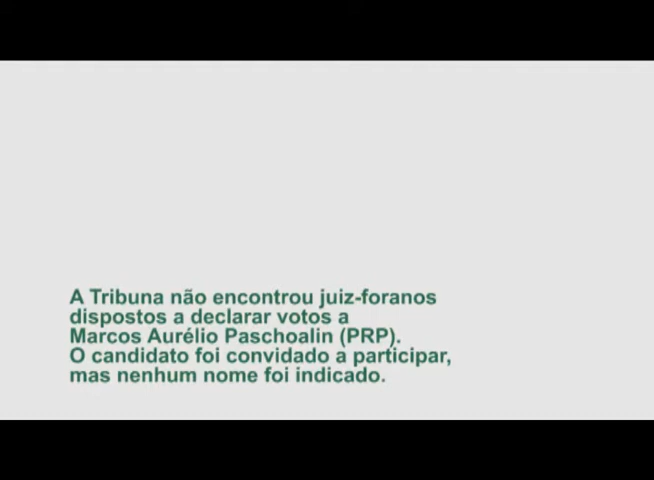 A Tribuna não encontrou juiz-foranos
dispostos a declarar votos a
Marcos Aurélio Paschoalin (PRP).
O candidato foi convidado a participar,
mas nenhum nome foi indicado.